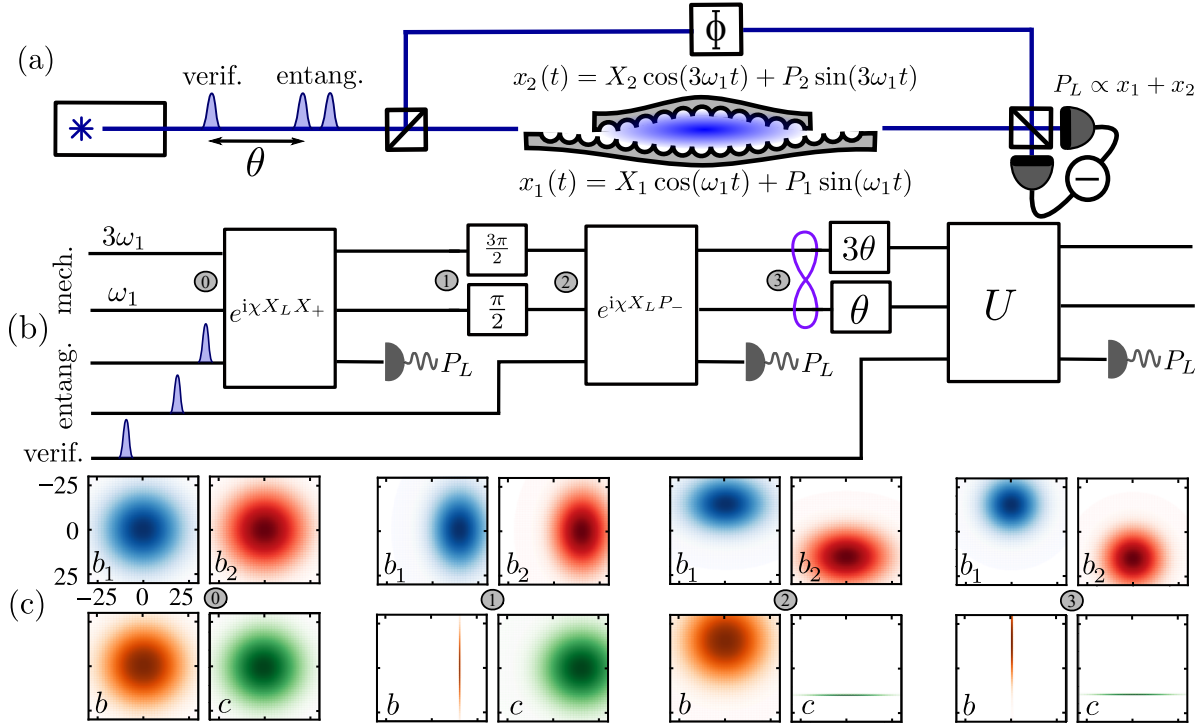 (a)
verif.
entang.
θ
Φ
x₂(t) = X₂ cos(3ω₁t) + P₂ sin(3ω₁t)
x₁(t) = X₁ cos(ω₁t) + P₁ sin(ω₁t)
P_L ∝ x₁ + x₂
−
(b)
mech.
entang.
verif.
3ω₁
ω₁
0
e^{iχX_L X_+}
P_L
1
3π/2
π/2
2
e^{iχX_L P_−}
P_L
3
3θ
θ
U
P_L
(c)
−25
0
25
−25 0 25
b₁
b₂
b
c
0
b₁
b₂
b
c
1
b₁
b₂
b
c
2
b₁
b₂
b
c
3